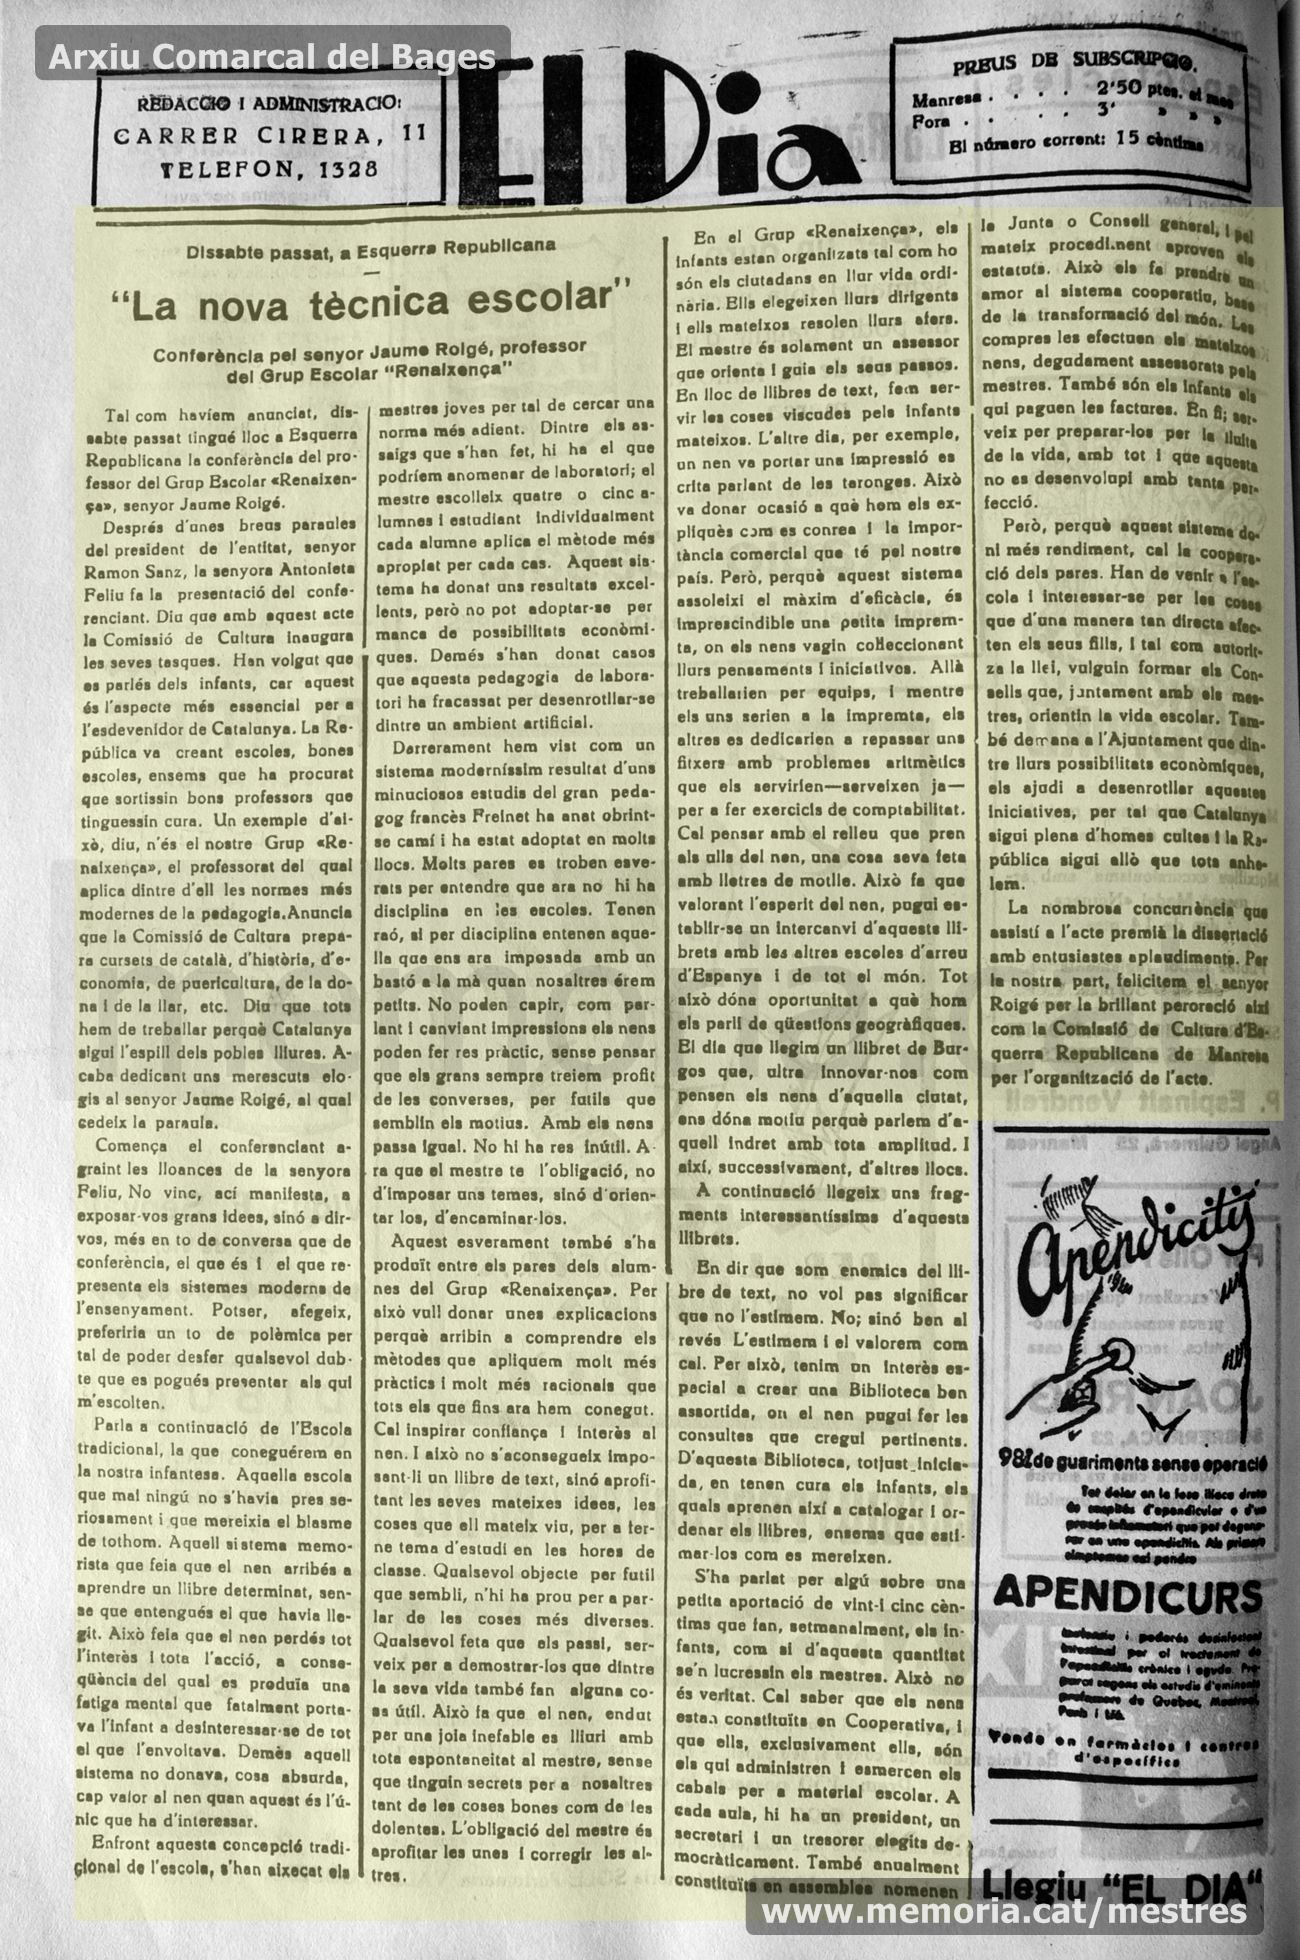 Arxiu Comarcal del Bages
REDACCIO I ADMINISTRACIO:
CARRER CIRERA, 11
TELEFON, 1328
El Dia
PREUS DE SUBSCRIPCIO.
Manresa . . . . 2'50 ptes. el mes
Fora . . . . . 3' » » »
El número corrent: 15 cèntims
Dissabte passat, a Esquerra Republicana
“La nova tècnica escolar”
Conferència pel senyor Jaume Roigé, professor
del Grup Escolar “Renaixença”
Tal com havíem anunciat, dis-
sabte passat tingué lloc a Esquerra
Republicana la conferència del pro-
fessor del Grup Escolar «Renaixen-
ça», senyor Jaume Roigé.
Després d'unes breus paraules
del president de l'entitat, senyor
Ramon Sanz, la senyora Antonieta
Feliu fa la presentació del confe-
renciant. Diu que amb aquest acte
la Comissió de Cultura inaugura
les seves tasques. Han volgut que
es parlés dels infants, car aquest
és l'aspecte més essencial per a
l'esdevenidor de Catalunya. La Re-
pública va creant escoles, bones
escoles, ensems que ha procurat
que sortissin bons professors que
tinguessin cura. Un exemple d'ai-
xò, diu, n'és el nostre Grup «Re-
naixença», el professorat del qual
aplica dintre d'ell les normes més
modernes de la pedagogia. Anuncia
que la Comissió de Cultura prepa-
ra cursets de català, d'història, d'e-
conomia, de puericultura, de la do-
na i de la llar, etc. Diu que tots
hem de treballar perquè Catalunya
sigui l'espill dels pobles lliures. A-
caba dedicant uns merescuts elo-
gis al senyor Jaume Roigé, al qual
cedeix la paraula.
Comença el conferenciant a-
graint les lloances de la senyora
Feliu, No vinc, ací manifesta, a
exposar-vos grans idees, sinó a dir-
vos, més en to de conversa que de
conferència, el que és i el que re-
presenta els sistemes moderns de
l'ensenyament. Potser, afegeix,
preferiria un to de polèmica per
tal de poder desfer qualsevol dub-
te que es pogués presentar als qui
m'escolten.
Parla a continuació de l'Escola
tradicional, la que coneguérem en
la nostra infantesa. Aquella escola
que mai ningú no s'havia pres se-
riosament i que mereixia el blasme
de tothom. Aquell sistema memo-
rista que feia que el nen arribés a
aprendre un llibre determinat, sen-
se que entengués el que havia lle-
git. Això feia que el nen perdés tot
l'interès i tota l'acció, a conse-
qüència del qual es produïa una
fatiga mental que fatalment porta-
va l'infant a desinteressar-se de tot
el que l'envoltava. Demès aquell
sistema no donava, cosa absurda,
cap valor al nen quan aquest és l'ú-
nic que ha d'interessar.
Enfront aquesta concepció tradi-
cional de l'escola, s'han aixecat els
mestres joves per tal de cercar una
norma més adient. Dintre els as-
saigs que s'han fet, hi ha el que
podríem anomenar de laboratori; el
mestre escolleix quatre o cinc a-
lumnes i estudiant individualment
cada alumne aplica el mètode més
apropiat per cada cas. Aquest sis-
tema ha donat uns resultats excel-
lents, però no pot adoptar-se per
manca de possibilitats econòmi-
ques. Demés s'han donat casos
que aquesta pedagogia de labora-
tori ha fracassat per desenrotllar-se
dintre un ambient artificial.
Darrerament hem vist com un
sistema moderníssim resultat d'uns
minuciosos estudis del gran peda-
gog francès Freinet ha anat obrint-
se camí i ha estat adoptat en molts
llocs. Molts pares es troben esve-
rats per entendre que ara no hi ha
disciplina en les escoles. Tenen
raó, si per disciplina entenen aque-
lla que ens ara imposada amb un
bastó a la mà quan nosaltres érem
petits. No poden capir, com par-
lant i canviant impressions els nens
poden fer res pràctic, sense pensar
que els grans sempre treiem profit
de les converses, per futils que
semblin els motius. Amb els nens
passa igual. No hi ha res inútil. A-
ra que el mestre te l'obligació, no
d'imposar uns temes, sinó d'orien-
tar los, d'encaminar-los.
Aquest esverament també s'ha
produït entre els pares dels alum-
nes del Grup «Renaixença». Per
això vull donar unes explicacions
perquè arribin a comprendre els
mètodes que apliquem molt més
pràctics i molt més racionals que
tots els que fins ara hem conegut.
Cal inspirar confiança i interès al
nen. I això no s'aconsegueix impo-
sant-li un llibre de text, sinó aprofi-
tant les seves mateixes idees, les
coses que ell mateix viu, per a fer-
ne tema d'estudi en les hores de
classe. Qualsevol objecte per futil
que sembli, n'hi ha prou per a par-
lar de les coses més diverses.
Qualsevol feta que els passi, ser-
veix per a demostrar-los que dintre
la seva vida també fan alguna co-
sa útil. Això fa que el nen, endut
per una joia inefable es lliuri amb
tota espontaneitat al mestre, sense
que tinguin secrets per a nosaltres
tant de les coses bones com de les
dolentes. L'obligació del mestre és
aprofitar les unes i corregir les al-
tres.
En el Grup «Renaixença», els
infants estan organitzats tal com ho
són els ciutadans en llur vida ordi-
nària. Ells elegeixen llurs dirigents
i ells mateixos resolen llurs afers.
El mestre és solament un assessor
que orienta i guia els seus passos.
En lloc de llibres de text, fem ser-
vir les coses viscudes pels infants
mateixos. L'altre dia, per exemple,
un nen va portar una impressió es
crita parlant de les taronges. Això
va donar ocasió a què hom els ex-
pliqués com es conrea i la impor-
tància comercial que té pel nostre
país. Però, perquè aquest sistema
assoleixi el màxim d'eficàcia, és
imprescindible una petita imprem-
ta, on els nens vagin col·leccionant
llurs pensaments i iniciatives. Allà
treballarien per equips, i mentre
els uns serien a la impremta, els
altres es dedicarien a repassar uns
fitxers amb problemes aritmètics
que els servirien—serveixen ja—
per a fer exercicis de comptabilitat.
Cal pensar amb el relleu que pren
als ulls del nen, una cosa seva feta
amb lletres de motlle. Això fa que
valorant l'esperit del nen, pugui es-
tablir-se un intercanvi d'aquests lli-
brets amb les altres escoles d'arreu
d'Espanya i de tot el món. Tot
això dóna oportunitat a què hom
els parli de qüestions geogràfiques.
El dia que llegim un llibret de Bur-
gos que, ultra innovar-nos com
pensen els nens d'aquella ciutat,
ens dóna motiu perquè parlem d'a-
quell indret amb tota amplitud. I
així, successivament, d'altres llocs.
A continuació llegeix uns frag-
ments interessantíssims d'aquests
llibrets.
En dir que som enemics del lli-
bre de text, no vol pas significar
que no l'estimem. No; sinó ben al
revés L'estimem i el valorem com
cal. Per això, tenim un interès es-
pecial a crear una Biblioteca ben
assortida, on el nen pugui fer les
consultes que cregui pertinents.
D'aquesta Biblioteca, totjust inicia-
da, en tenen cura els infants, els
quals aprenen així a catalogar i or-
denar els llibres, ensems que esti-
mar-los com es mereixen.
S'ha parlat per algú sobre una
petita aportació de vint-i cinc cèn-
tims que fan, setmanalment, els in-
fants, com si d'aquesta quantitat
se'n lucressin els mestres. Això no
és veritat. Cal saber que els nens
estan constituïts en Cooperativa, i
que ells, exclusivament ells, són
els qui administren i esmercen els
cabals per a material escolar. A
cada aula, hi ha un president, un
secretari i un tresorer elegits de-
mocràticament. També anualment
constituïts en assemblea nomenen
la Junta o Consell general, i pel
mateix procediment aproven els
estatuts. Això els fa prendre un
amor al sistema cooperatiu, base
de la transformació del món. Les
compres les efectuen els mateixos
nens, degudament assessorats pels
mestres. També són els infants els
qui paguen les factures. En fi; ser-
veix per preparar-los per la lluita
de la vida, amb tot i que aquesta
no es desenvolupi amb tanta per-
fecció.
Però, perquè aquest sistema do-
ni més rendiment, cal la coopera-
ció dels pares. Han de venir a l'es-
cola i interessar-se per les coses
que d'una manera tan directa afec-
ten els seus fills, i tal com autorit-
za la llei, vulguin formar els Con-
sells que, juntament amb els mes-
tres, orientin la vida escolar. Tam-
bé demana a l'Ajuntament que din-
tre llurs possibilitats econòmiques,
els ajudi a desenrotllar aquestes
iniciatives, per tal que Catalunya
sigui plena d'homes cultes i la Re-
pública sigui allò que tots anhe-
lem.
La nombrosa concurrència que
assistí a l'acte premià la dissertació
amb entusiastes aplaudiments. Per
la nostra part, felicitem el senyor
Roigé per la brillant peroració així
com la Comissió de Cultura d'Es-
querra Republicana de Manresa
per l'organització de l'acte.
Apendicitis
98% de guariments sense operació
Tot dolor en la fosa ilíaca dreta
APENDICURS
Venda en farmàcies i centres
d'específics
Llegiu “EL DIA“
www.memoria.cat/mestres